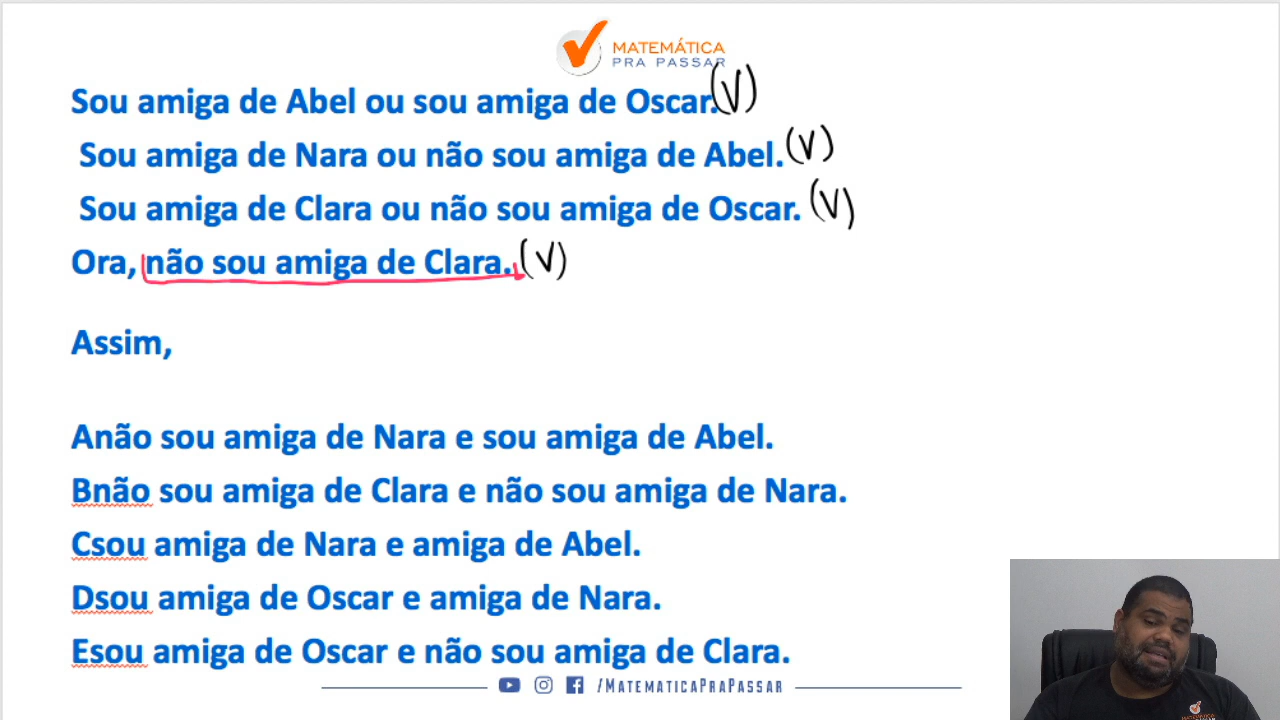 MATEMÁTICA
PRA PASSAR
Sou amiga de Abel ou sou amiga de Oscar. (V)
Sou amiga de Nara ou não sou amiga de Abel. (V)
Sou amiga de Clara ou não sou amiga de Oscar. (V)
Ora, não sou amiga de Clara. (V)
Assim,
Anão sou amiga de Nara e sou amiga de Abel.
Bnão sou amiga de Clara e não sou amiga de Nara.
Csou amiga de Nara e amiga de Abel.
Dsou amiga de Oscar e amiga de Nara.
Esou amiga de Oscar e não sou amiga de Clara.
/MATEMATICAPRAPASSAR
MATEMÁTICA